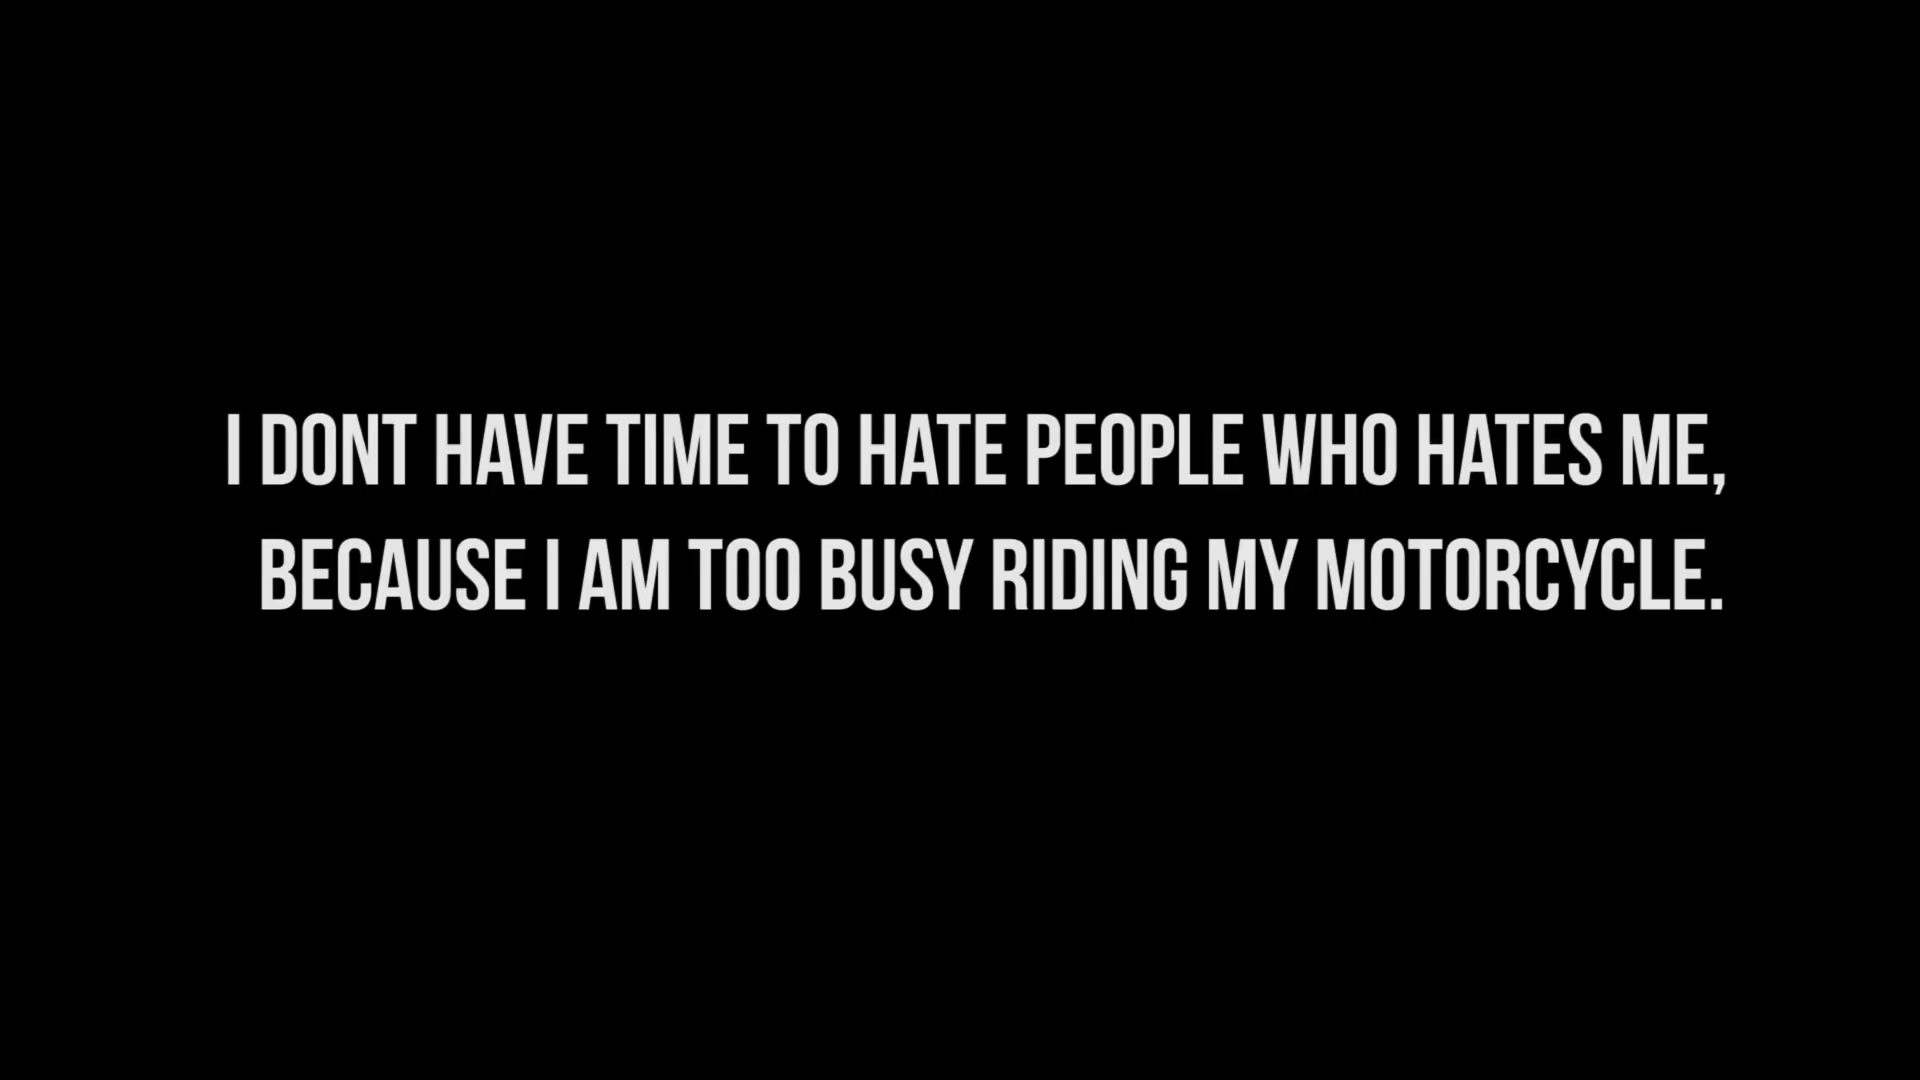 I DONT HAVE TIME TO HATE PEOPLE WHO HATES ME,
BECAUSE I AM TOO BUSY RIDING MY MOTORCYCLE.